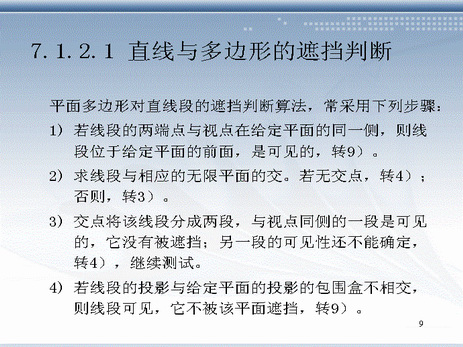 7.1.2.1 直线与多边形的遮挡判断
平面多边形对直线段的遮挡判断算法，常采用下列步骤：
1) 若线段的两端点与视点在给定平面的同一侧，则线
段位于给定平面的前面，是可见的，转9）。
2) 求线段与相应的无限平面的交。若无交点，转4）；
否则，转3）。
3) 交点将该线段分成两段，与视点同侧的一段是可见
的，它没有被遮挡；另一段的可见性还不能确定，
转4），继续测试。
4) 若线段的投影与给定平面的投影的包围盒不相交，
则线段可见，它不被该平面遮挡，转9）。
9